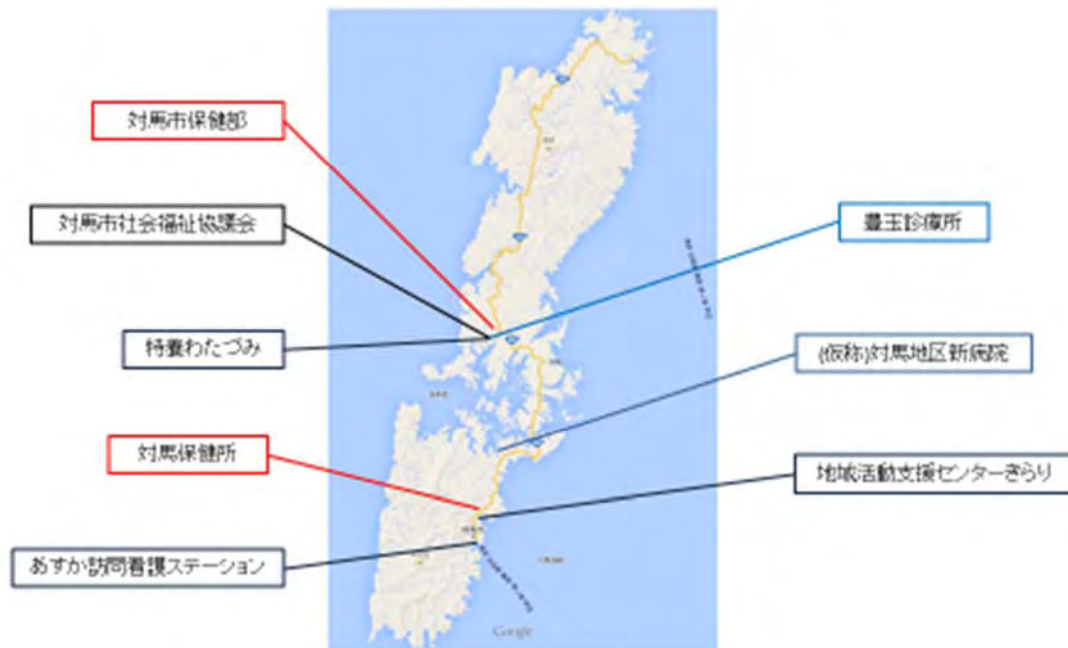 対馬市保健部
対馬市社会福祉協議会
豊玉診療所
特養わたづみ
(仮称)対馬地区新病院
対馬保健所
地域活動支援センターきらり
あすか訪問看護ステーション
Google